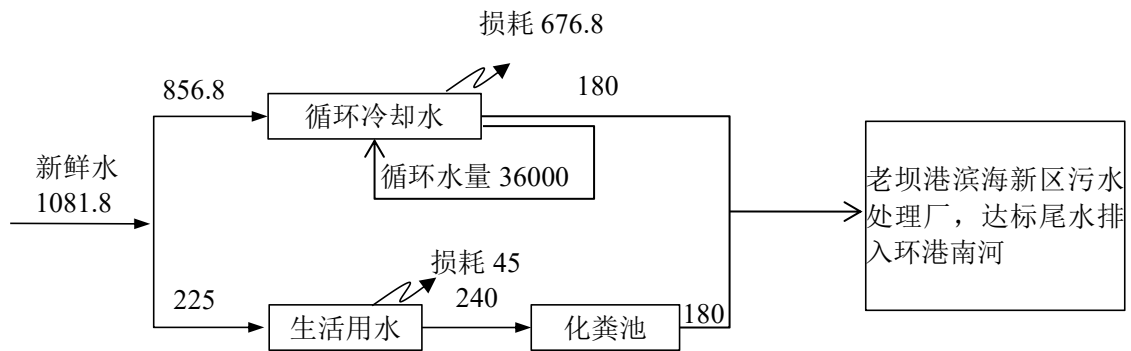 损耗 676.8
856.8
180
循环冷却水
新鲜水
1081.8
循环水量 36000
老坝港滨海新区污水
处理厂，达标尾水排
入环港南河
损耗 45
225
240
生活用水
化粪池
180